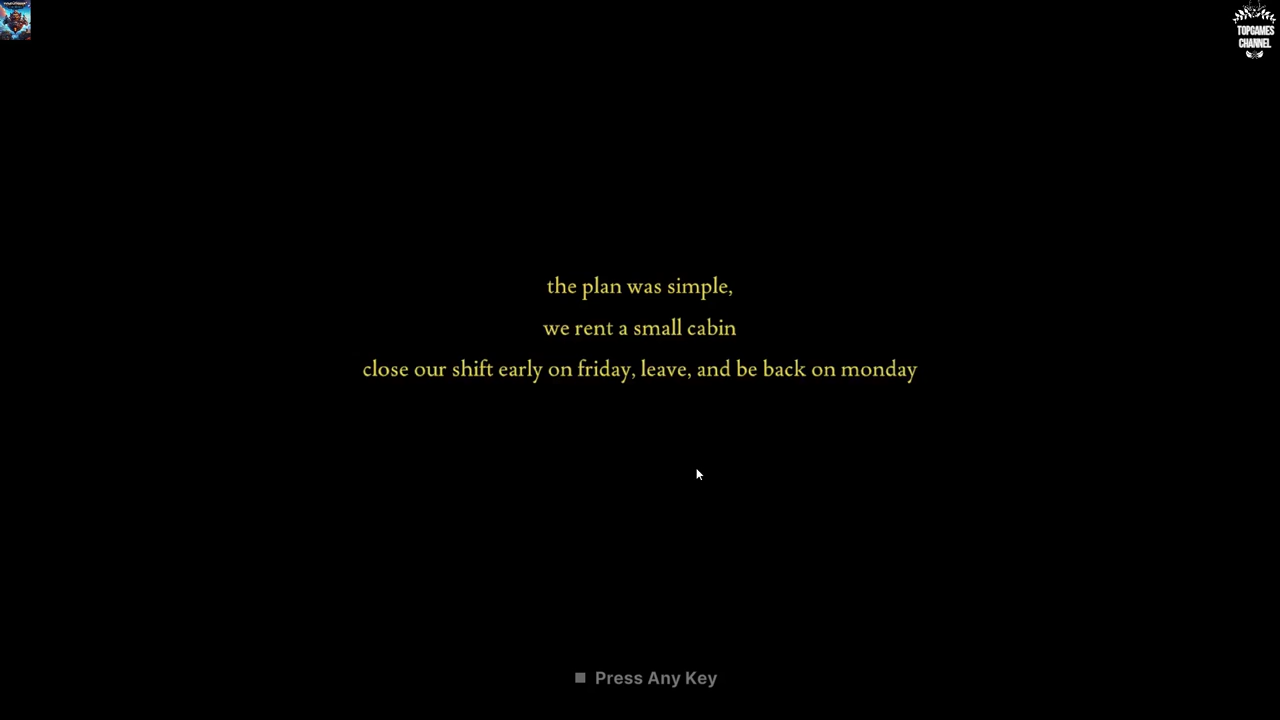 TOPGAMES
CHANNEL
the plan was simple,
we rent a small cabin
close our shift early on friday, leave, and be back on monday
Press Any Key